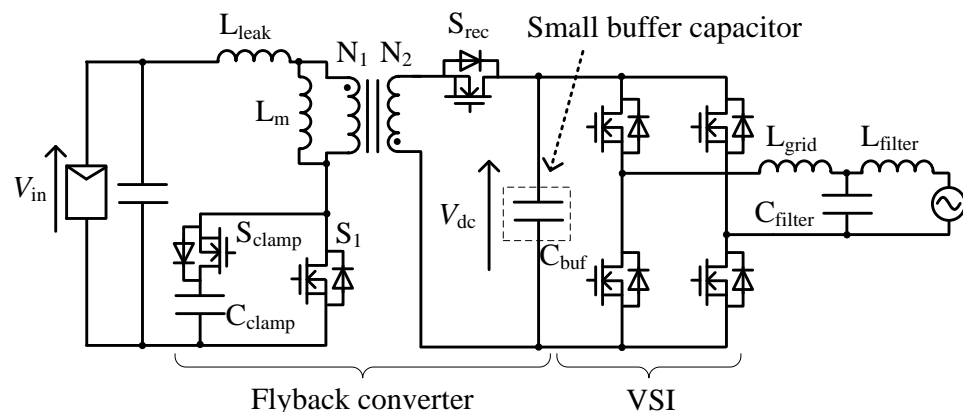 Small buffer capacitor
L_leak
N_1 N_2
S_rec
L_m
V_in
S_clamp
S_1
C_clamp
V_dc
C_buf
L_grid
L_filter
C_filter
Flyback converter
VSI